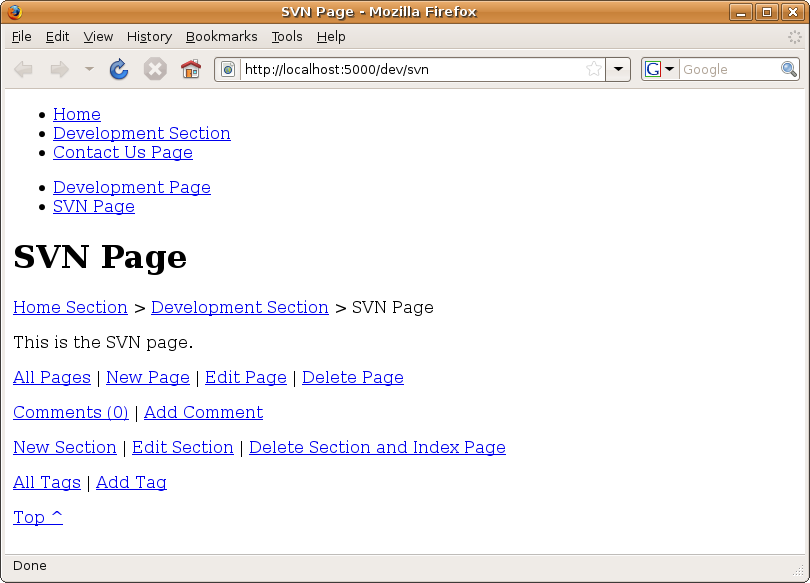 SVN Page - Mozilla Firefox
File Edit View History Bookmarks Tools Help
http://localhost:5000/dev/svn G Google
• Home
• Development Section
• Contact Us Page
• Development Page
• SVN Page
SVN Page
Home Section > Development Section > SVN Page
This is the SVN page.
All Pages | New Page | Edit Page | Delete Page
Comments (0) | Add Comment
New Section | Edit Section | Delete Section and Index Page
All Tags | Add Tag
Top ^
Done